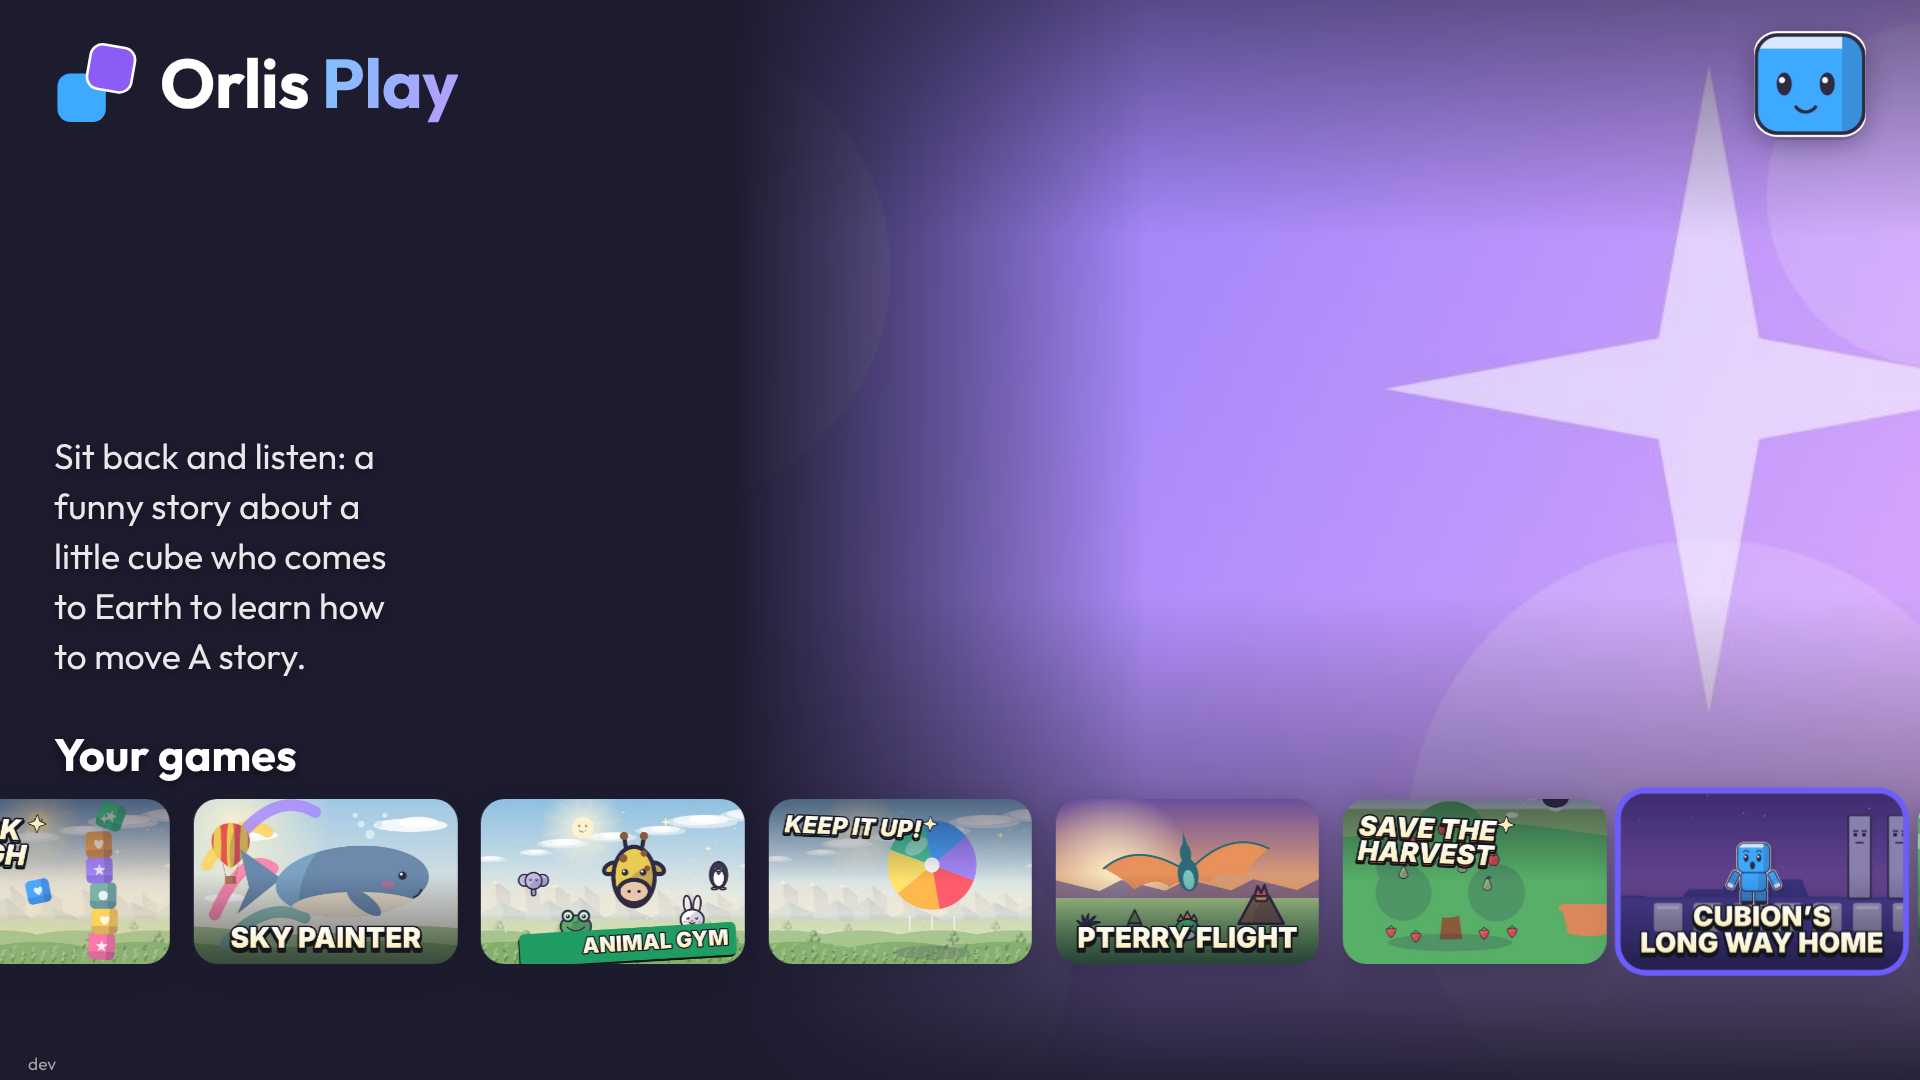 Orlis Play
Sit back and listen: a
funny story about a
little cube who comes
to Earth to learn how
to move A story.
Your games
K
GH
SKY PAINTER
ANIMAL GYM
KEEP IT UP!
PTERRY FLIGHT
SAVE THE
HARVEST
CUBION'S
LONG WAY HOME
dev